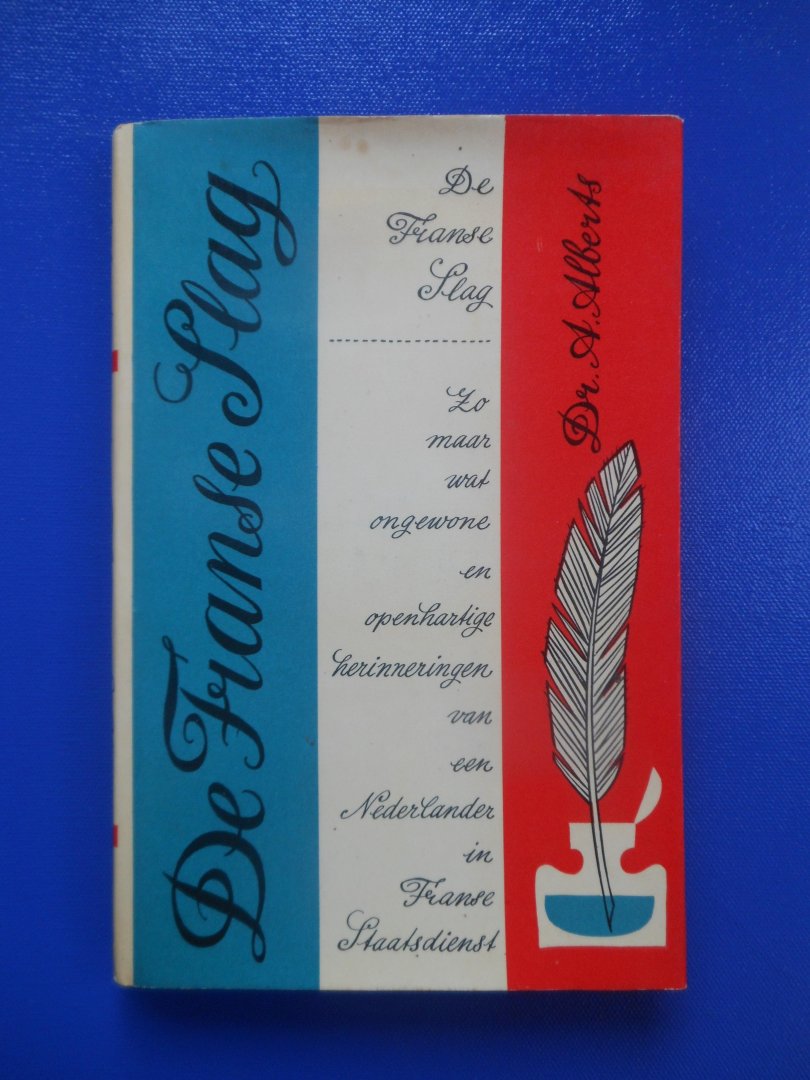 De Franse Slag
De
Franse
Slag
Zo
maar
wat
ongewone
en
openhartige
herinneringen
van
een
Nederlander
in
Franse
Staatsdienst
Dr. A. Alberts